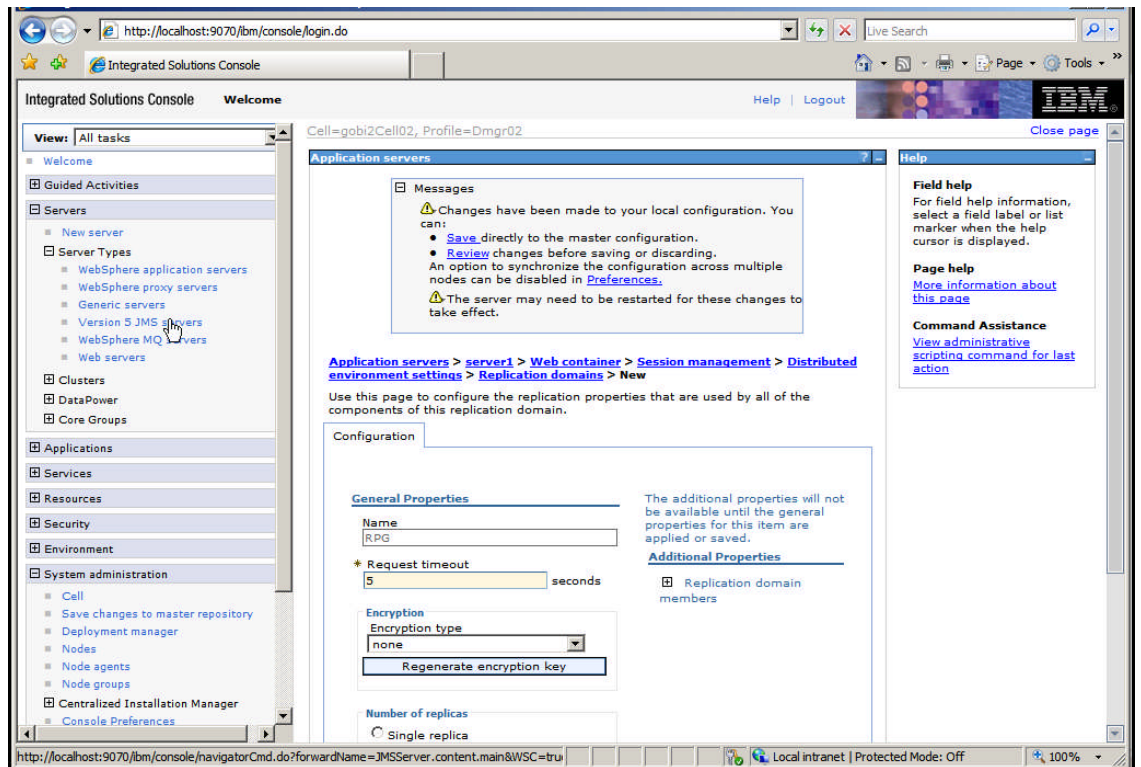 http://localhost:9070/ibm/console/login.do
Live Search
Integrated Solutions Console
Page
Tools
Integrated Solutions Console Welcome
Help | Logout
IBM.
View: All tasks
Welcome
Guided Activities
Servers
New server
Server Types
WebSphere application servers
WebSphere proxy servers
Generic servers
Version 5 JMS servers
WebSphere MQ servers
Web servers
Clusters
DataPower
Core Groups
Applications
Services
Resources
Security
Environment
System administration
Cell
Save changes to master repository
Deployment manager
Nodes
Node agents
Node groups
Centralized Installation Manager
Console Preferences
Cell=gobi2Cell02, Profile=Dmgr02
Close page
Application servers
? -
Messages
Changes have been made to your local configuration. You
can:
Save directly to the master configuration.
Review changes before saving or discarding.
An option to synchronize the configuration across multiple
nodes can be disabled in Preferences.
The server may need to be restarted for these changes to
take effect.
Application servers > server1 > Web container > Session management > Distributed
environment settings > Replication domains > New
Use this page to configure the replication properties that are used by all of the
components of this replication domain.
Configuration
General Properties
Name
RPG
* Request timeout
5 seconds
Encryption
Encryption type
none
Regenerate encryption key
Number of replicas
Single replica
The additional properties will not
be available until the general
properties for this item are
applied or saved.
Additional Properties
Replication domain
members
Help
Field help
For field help information,
select a field label or list
marker when the help
cursor is displayed.
Page help
More information about
this page
Command Assistance
View administrative
scripting command for last
action
http://localhost:9070/ibm/console/navigatorCmd.do?forwardName=JMSServer.content.main&WSC=tru
Local intranet | Protected Mode: Off
100%